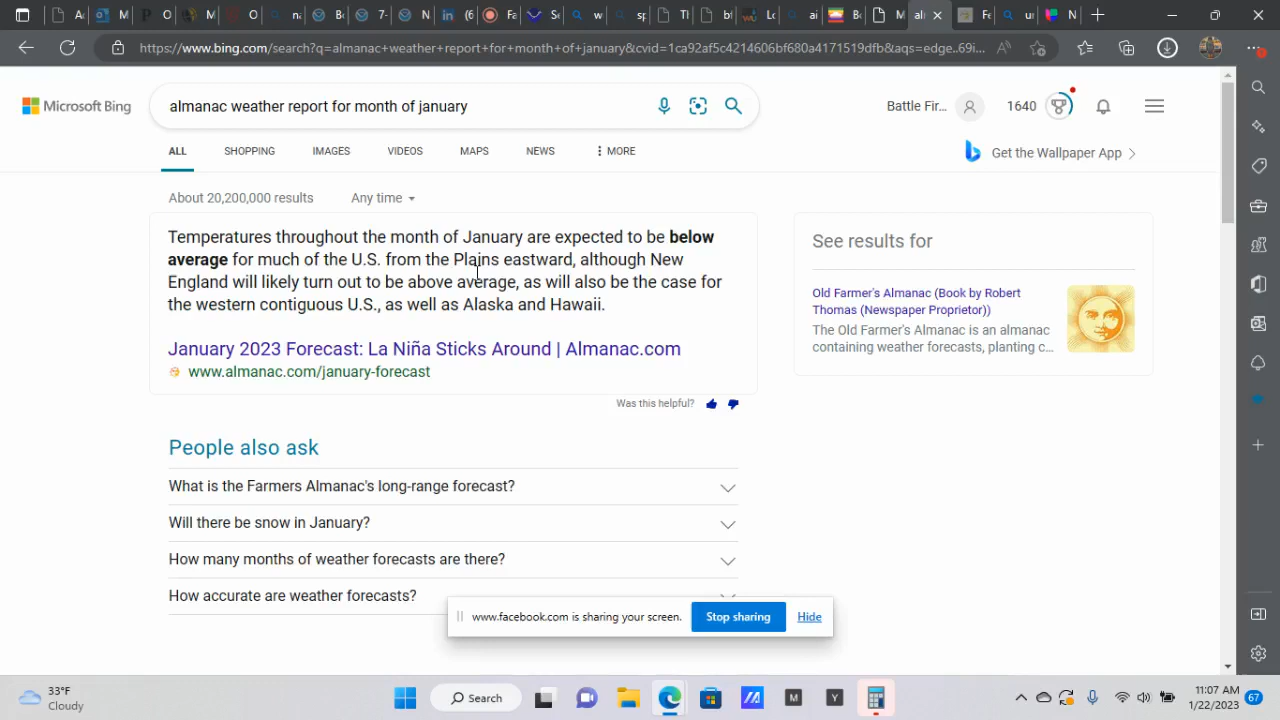 https://www.bing.com/search?q=almanac+weather+report+for+month+of+january&cvid=1ca92af5c4214606bf680a4171519dfb&aqs=edge..69i...
Microsoft Bing
almanac weather report for month of january
Battle Fir...
1640
ALL
SHOPPING
IMAGES
VIDEOS
MAPS
NEWS
MORE
Get the Wallpaper App
About 20,200,000 results
Any time
Temperatures throughout the month of January are expected to be below
average for much of the U.S. from the Plains eastward, although New
England will likely turn out to be above average, as will also be the case for
the western contiguous U.S., as well as Alaska and Hawaii.
January 2023 Forecast: La Niña Sticks Around | Almanac.com
www.almanac.com/january-forecast
Was this helpful?
See results for
Old Farmer's Almanac (Book by Robert
Thomas (Newspaper Proprietor))
The Old Farmer's Almanac is an almanac
containing weather forecasts, planting c...
People also ask
What is the Farmers Almanac's long-range forecast?
Will there be snow in January?
How many months of weather forecasts are there?
How accurate are weather forecasts?
www.facebook.com is sharing your screen.
Stop sharing
Hide
33°F
Cloudy
Search
M
Y
11:07 AM
1/22/2023
67